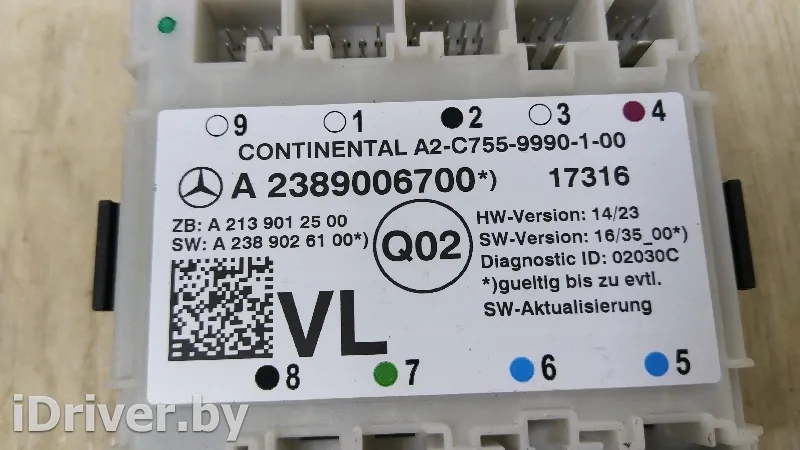 9 1 2 3 4
CONTINENTAL A2-C755-9990-1-00
A 2389006700*) 17316
ZB: A 213 901 25 00
SW: A 238 902 61 00*)
Q02
HW-Version: 14/23
SW-Version: 16/35_00*)
Diagnostic ID: 02030C
*)gueltig bis zu evtl.
SW-Aktualisierung
VL
8 7 6 5
iDriver.by